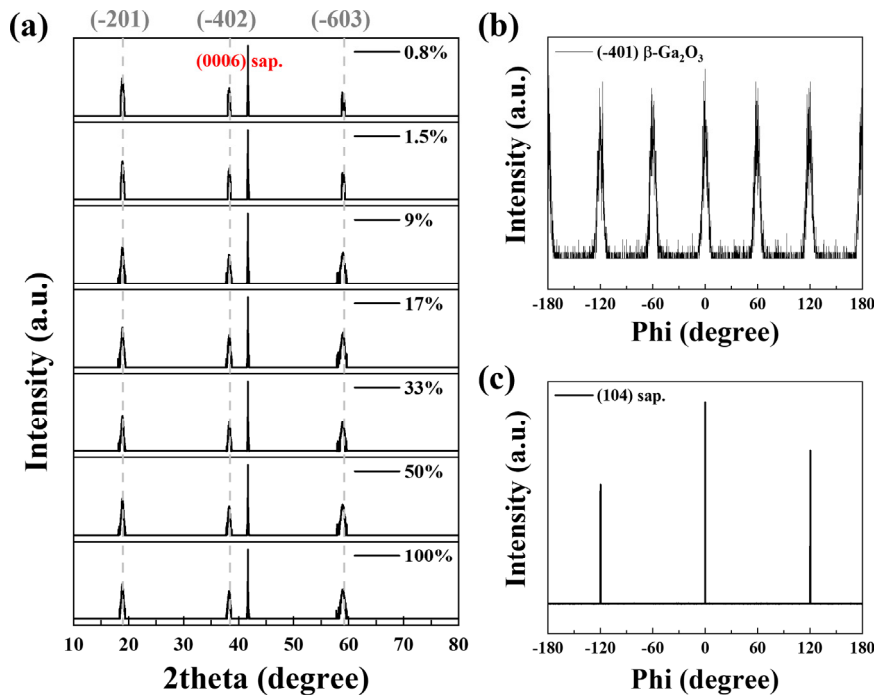 (a)
(-201) (-402) (-603)
(0006) sap.
0.8%
1.5%
9%
17%
33%
50%
100%
Intensity (a.u.)
10 20 30 40 50 60 70 80
2theta (degree)
(b)
(-401) β-Ga₂O₃
Intensity (a.u.)
-180 -120 -60 0 60 120 180
Phi (degree)
(c)
(104) sap.
Intensity (a.u.)
-180 -120 -60 0 60 120 180
Phi (degree)